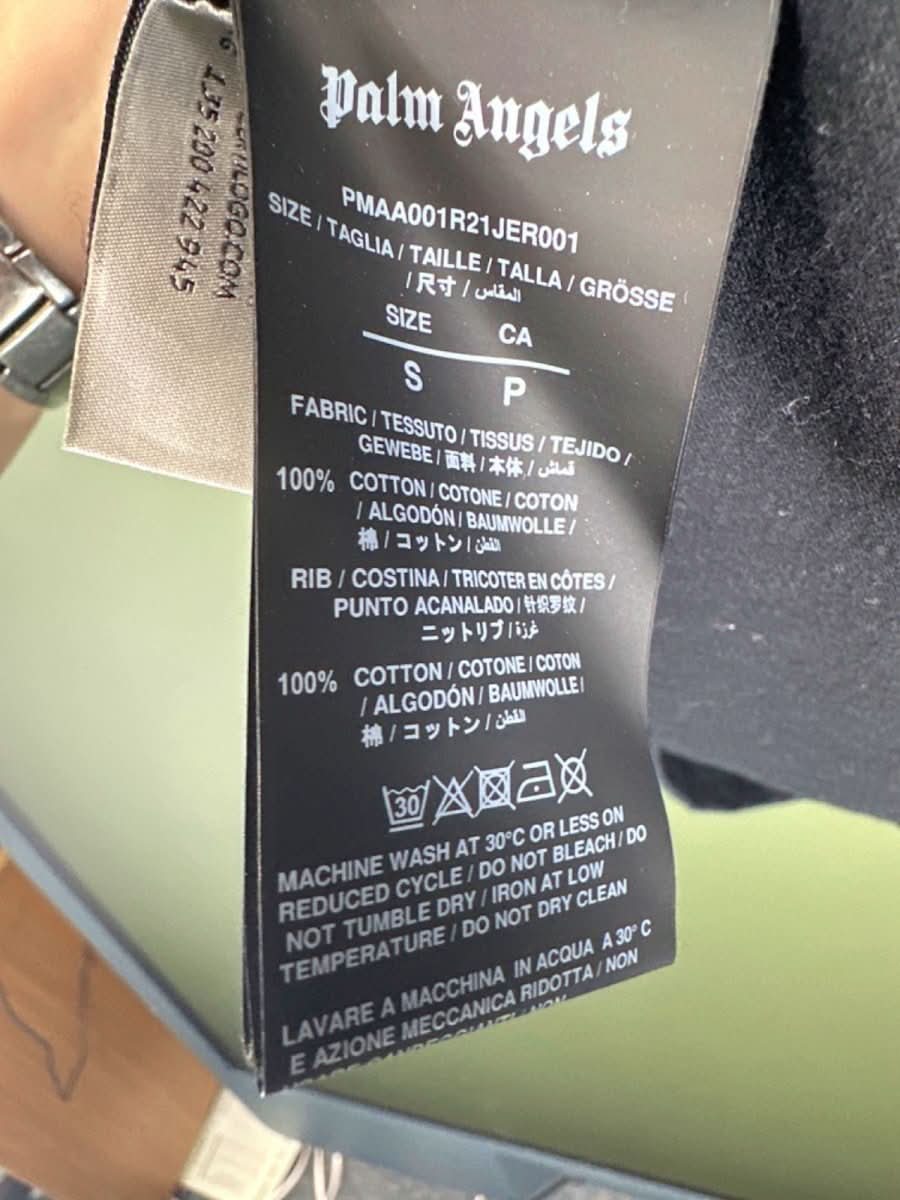 Palm Angels
PMAA001R21JER001
SIZE / TAGLIA / TAILLE / TALLA / GRÖSSE
/ 尺寸 / المقاس
SIZE CA
S P
FABRIC / TESSUTO / TISSUS / TEJIDO /
GEWEBE / 面料 / 本体 / قماش
100% COTTON / COTONE / COTON
/ ALGODÓN / BAUMWOLLE /
棉 / コットン / القطن
RIB / COSTINA / TRICOTER EN CÔTES /
PUNTO ACANALADO / 针织罗纹 /
ニットリブ / غرزة
100% COTTON / COTONE / COTON
/ ALGODÓN / BAUMWOLLE /
棉 / コットン / القطن
30
MACHINE WASH AT 30°C OR LESS ON
REDUCED CYCLE / DO NOT BLEACH / DO
NOT TUMBLE DRY / IRON AT LOW
TEMPERATURE / DO NOT DRY CLEAN
LAVARE A MACCHINA IN ACQUA A 30° C
E AZIONE MECCANICA RIDOTTA / NON
135 200 422 945